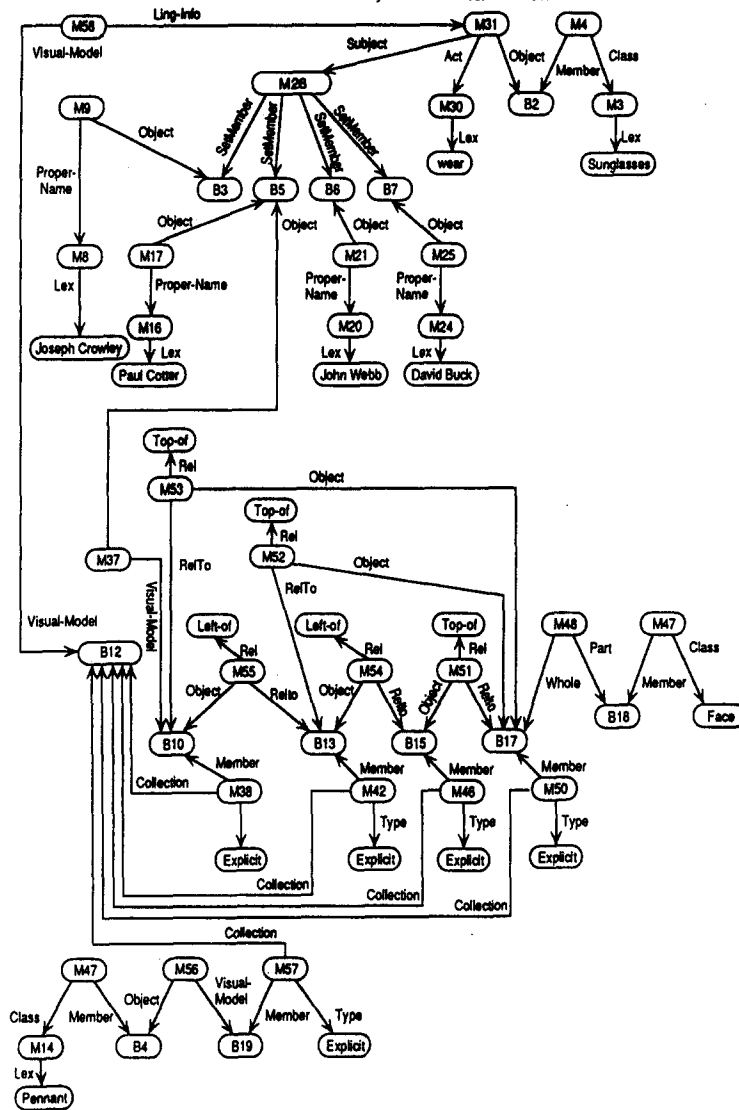 M58
Ling-Info
M31
M4
Visual-Model
Subject
Act
Object
Member
Class
M28
M9
M30
B2
M3
Object
SetMember
SetMember
SetMember
SetMember
Lex
Lex
wear
Sunglasses
Proper-
Name
B3
B5
B6
B7
Object
Object
Object
Object
M8
M17
M21
M25
Lex
Proper-Name
Proper-
Name
Proper-
Name
M16
M20
M24
Joseph Crowley
Lex
Lex
Lex
Paul Cotter
John Webb
David Buck
Top-of
Rel
Object
M53
Top-of
Rel
M37
M52
Object
RelTo
RelTo
Visual-Model
Visual-Model
Left-of
Left-of
Top-of
M48
M47
B12
Rel
Rel
Rel
Part
Class
M55
M54
M51
Whole
Member
Object
Relto
Object
Relto
Object
Relto
B18
Face
B10
B13
B15
B17
Member
Member
Member
Member
Collection
M38
M42
M46
M50
Type
Type
Type
Explicit
Explicit
Explicit
Explicit
Collection
Collection
Collection
Collection
M47
M56
Visual-
Model
M57
Object
Class
Member
Member
Type
M14
B4
B19
Explicit
Lex
Pennant